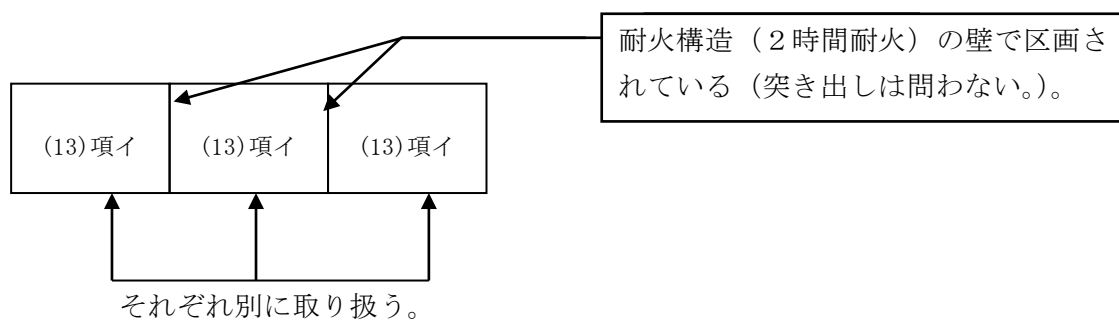 耐火構造（２時間耐火）の壁で区画さ
れている（突き出しは問わない。）。
(13)項イ
(13)項イ
(13)項イ
それぞれ別に取り扱う。